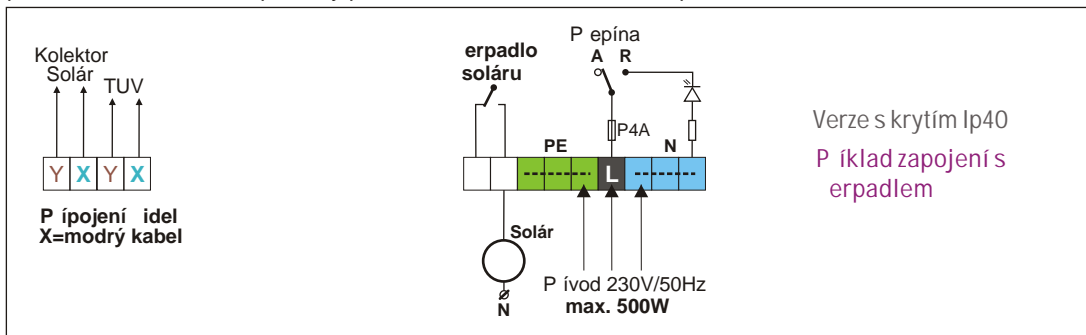 Kolektor
Solár
TUV
Y X Y X
P ípojení idel
X=modrý kabel
erpadlo
soláru
P epína
A R
P4A
PE
N
L
Solár
N
P ívod 230V/50Hz
max. 500W
Verze s krytím Ip40
P íklad zapojení s
erpadlem